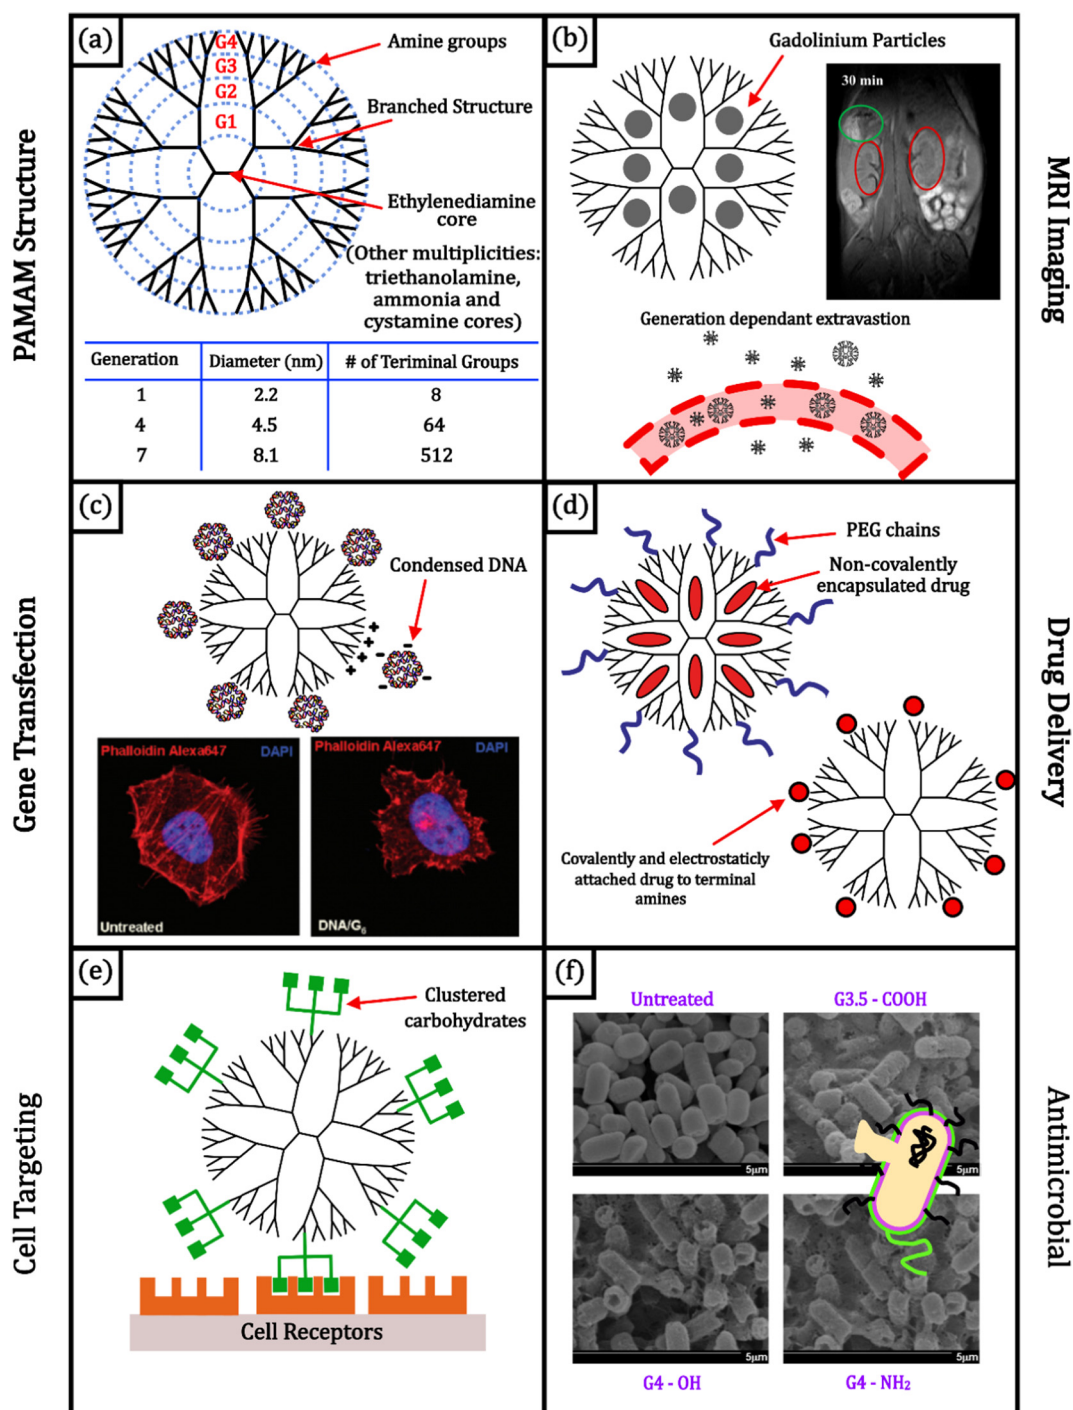 PAMAM Structure
(a)
G4
G3
G2
G1
Amine groups
Branched Structure
Ethylenediamine
core
(Other multiplicities:
triethanolamine,
ammonia and
cystamine cores)
Generation Diameter (nm) # of Teriminal Groups
1 2.2 8
4 4.5 64
7 8.1 512
(b)
Gadolinium Particles
30 min
Generation dependant extravastion
MRI Imaging
Gene Transfection
(c)
Condensed DNA
+ + + +
- - - -
Phalloidin Alexa647 DAPI
Untreated
Phalloidin Alexa647 DAPI
DNA/G₆
(d)
PEG chains
Non-covalently
encapsulated drug
Covalently and electrostaticly
attached drug to terminal
amines
Drug Delivery
Cell Targeting
(e)
Clustered
carbohydrates
Cell Receptors
(f)
Untreated
G3.5 - COOH
5µm
5µm
5µm
5µm
G4 - OH
G4 - NH₂
Antimicrobial